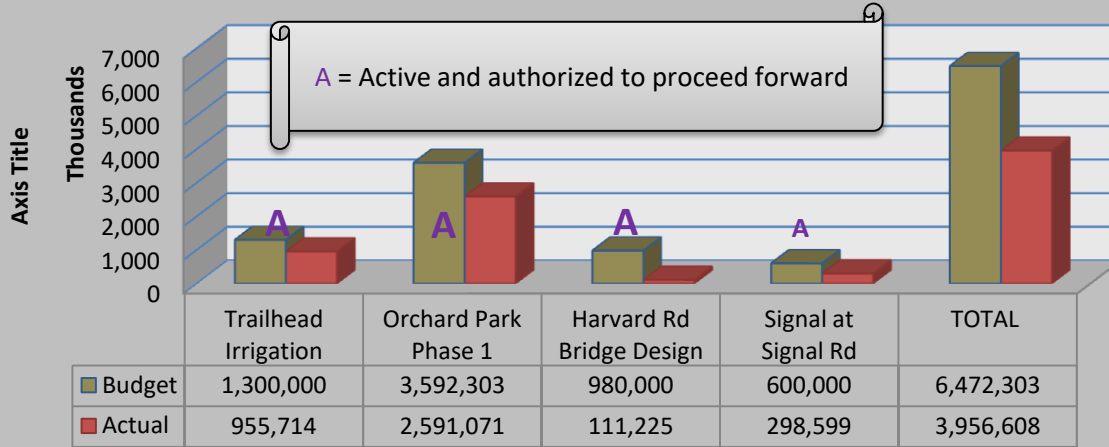 A = Active and authorized to proceed forward
Axis Title
Thousands
7,000
6,000
5,000
4,000
3,000
2,000
1,000
0
A
A
A
A
Trailhead Irrigation
Orchard Park Phase 1
Harvard Rd Bridge Design
Signal at Signal Rd
TOTAL
Budget 1,300,000 3,592,303 980,000 600,000 6,472,303
Actual 955,714 2,591,071 111,225 298,599 3,956,608